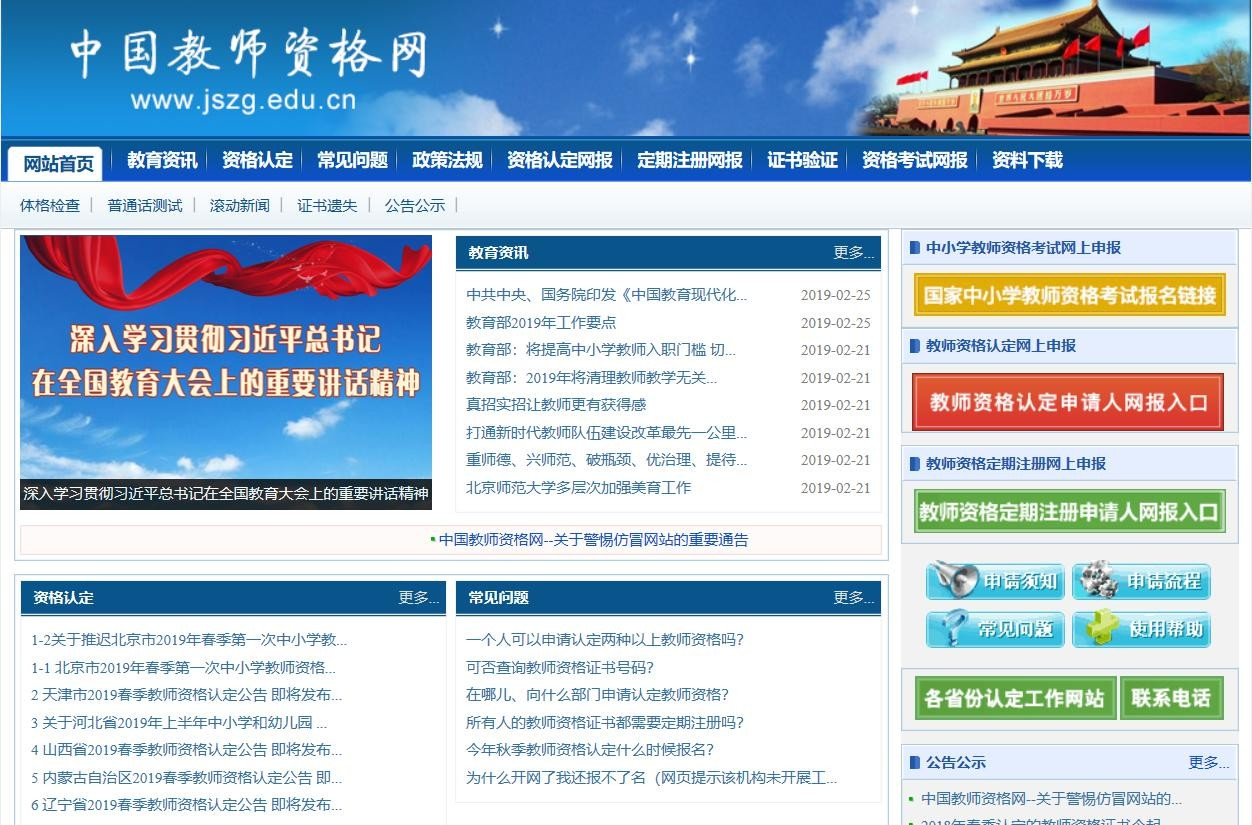 中国教师资格网
www.jszg.edu.cn
网站首页 教育资讯 资格认定 常见问题 政策法规 资格认定网报 定期注册网报 证书验证 资格考试网报 资料下载
体格检查 | 普通话测试 | 滚动新闻 | 证书遗失 | 公告公示 |
深入学习贯彻习近平总书记
在全国教育大会上的重要讲话精神
深入学习贯彻习近平总书记在全国教育大会上的重要讲话精神
教育资讯 更多...
中共中央、国务院印发《中国教育现代化... 2019-02-25
教育部2019年工作要点 2019-02-25
教育部：将提高中小学教师入职门槛 切... 2019-02-21
教育部：2019年将清理教师教学无关... 2019-02-21
真招实招让教师更有获得感 2019-02-21
打通新时代教师队伍建设改革最先一公里... 2019-02-21
重师德、兴师范、破瓶颈、优治理、提待... 2019-02-21
北京师范大学多层次加强美育工作 2019-02-21
中国教师资格网--关于警惕仿冒网站的重要通告
资格认定 更多...
1-2关于推迟北京市2019年春季第一次中小学教...
1-1 北京市2019年春季第一次中小学教师资格...
2 天津市2019春季教师资格认定公告 即将发布...
3 关于河北省2019年上半年中小学和幼儿园 ...
4 山西省2019春季教师资格认定公告 即将发布...
5 内蒙古自治区2019春季教师资格认定公告 即...
6 辽宁省2019春季教师资格认定公告 即将发布...
常见问题 更多...
一个人可以申请认定两种以上教师资格吗？
可否查询教师资格证书号码？
在哪儿、向什么部门申请认定教师资格？
所有人的教师资格证书都需要定期注册吗？
今年秋季教师资格认定什么时候报名？
为什么开网了我还报不了名（网页提示该机构未开展工...
中小学教师资格考试网上申报
国家中小学教师资格考试报名链接
教师资格认定网上申报
教师资格认定申请人网报入口
教师资格定期注册网上申报
教师资格定期注册申请人网报入口
申请须知 申请流程
常见问题 使用帮助
各省份认定工作网站 联系电话
公告公示 更多...
中国教师资格网--关于警惕仿冒网站的...